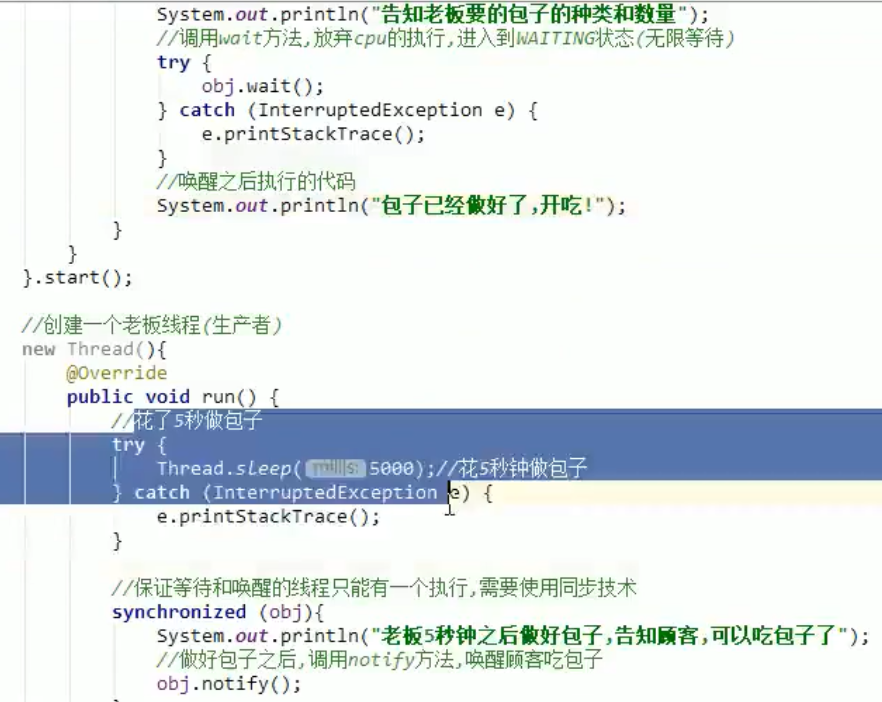 System.out.println("告知老板要的包子的种类和数量");
//调用wait方法,放弃cpu的执行,进入到WAITING状态(无限等待)
try {
obj.wait();
} catch (InterruptedException e) {
e.printStackTrace();
}
//唤醒之后执行的代码
System.out.println("包子已经做好了,开吃!");
}
}
}.start();
//创建一个老板线程(生产者)
new Thread(){
@Override
public void run() {
//花了5秒做包子
try {
Thread.sleep( millis: 5000);//花5秒钟做包子
} catch (InterruptedException e) {
e.printStackTrace();
}
//保证等待和唤醒的线程只能有一个执行,需要使用同步技术
synchronized (obj){
System.out.println("老板5秒钟之后做好包子,告知顾客,可以吃包子了");
//做好包子之后,调用notify方法,唤醒顾客吃包子
obj.notify();